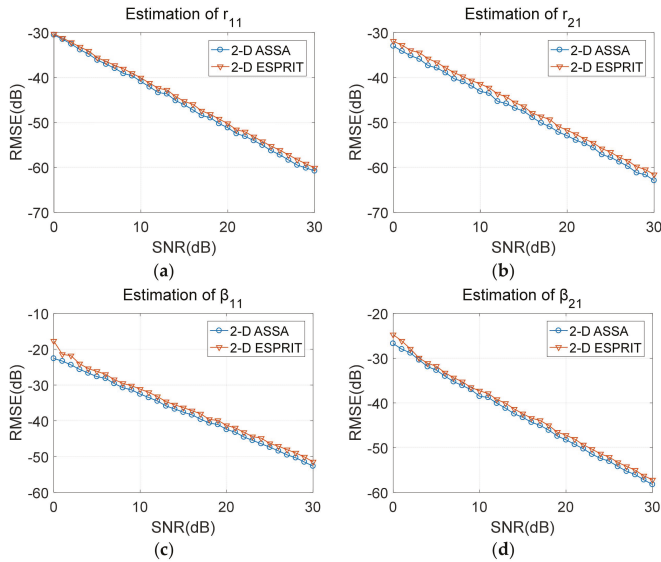 Estimation of r11
-30
-40
-50
-60
-70
RMSE(dB)
2-D ASSA
2-D ESPRIT
0 10 20 30
SNR(dB)
(a)
Estimation of r21
-30
-40
-50
-60
-70
RMSE(dB)
2-D ASSA
2-D ESPRIT
0 10 20 30
SNR(dB)
(b)
Estimation of β11
-10
-20
-30
-40
-50
-60
RMSE(dB)
2-D ASSA
2-D ESPRIT
0 10 20 30
SNR(dB)
(c)
Estimation of β21
-20
-30
-40
-50
-60
RMSE(dB)
2-D ASSA
2-D ESPRIT
0 10 20 30
SNR(dB)
(d)